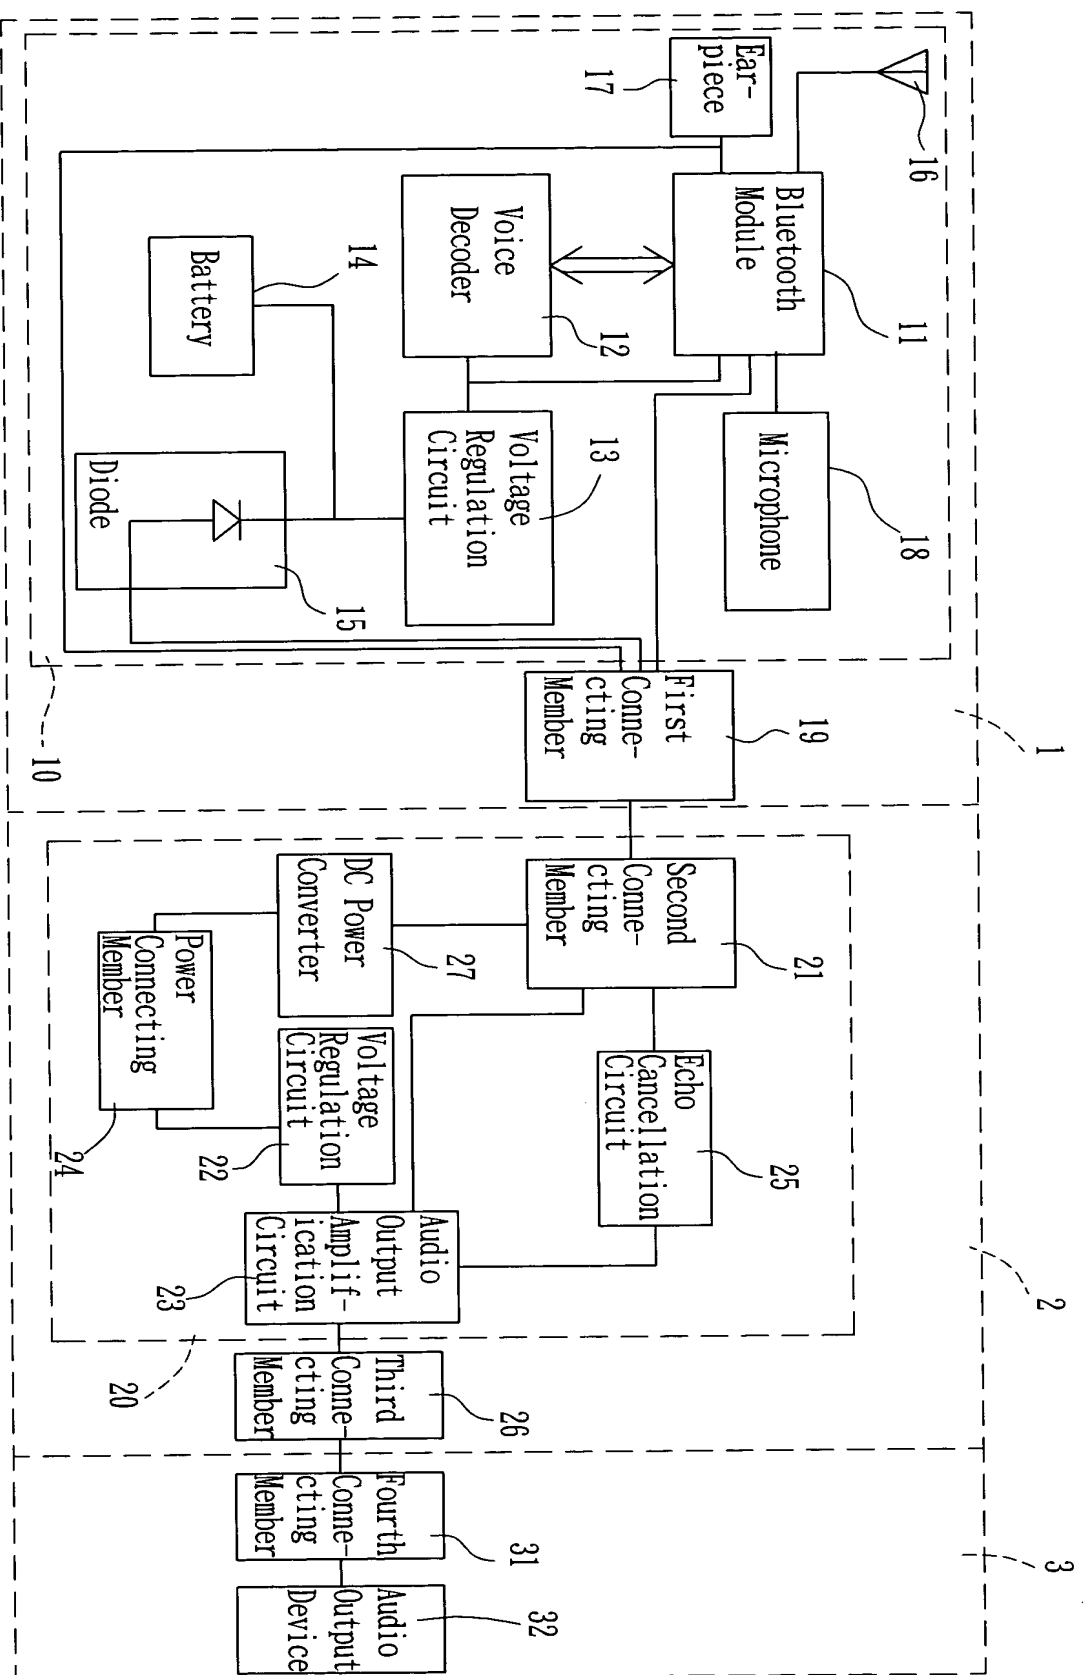 16
Ear-
piece
17
Bluetooth
Module
11
Voice
Decoder
12
Battery
14
Microphone
18
Voltage
Regulation
Circuit
13
Diode
15
10
First
Conne-
cting
Member
19
1
Second
Conne-
cting
Member
21
DC Power
Converter
27
Power
Connecting
Member
24
Voltage
Regulation
Circuit
22
Echo
Cancellation
Circuit
25
Audio
Output
Amplif-
ication
Circuit
23
20
2
Third
Conne-
cting
Member
26
Fourth
Conne-
cting
Member
31
Audio
Output
Device
32
3